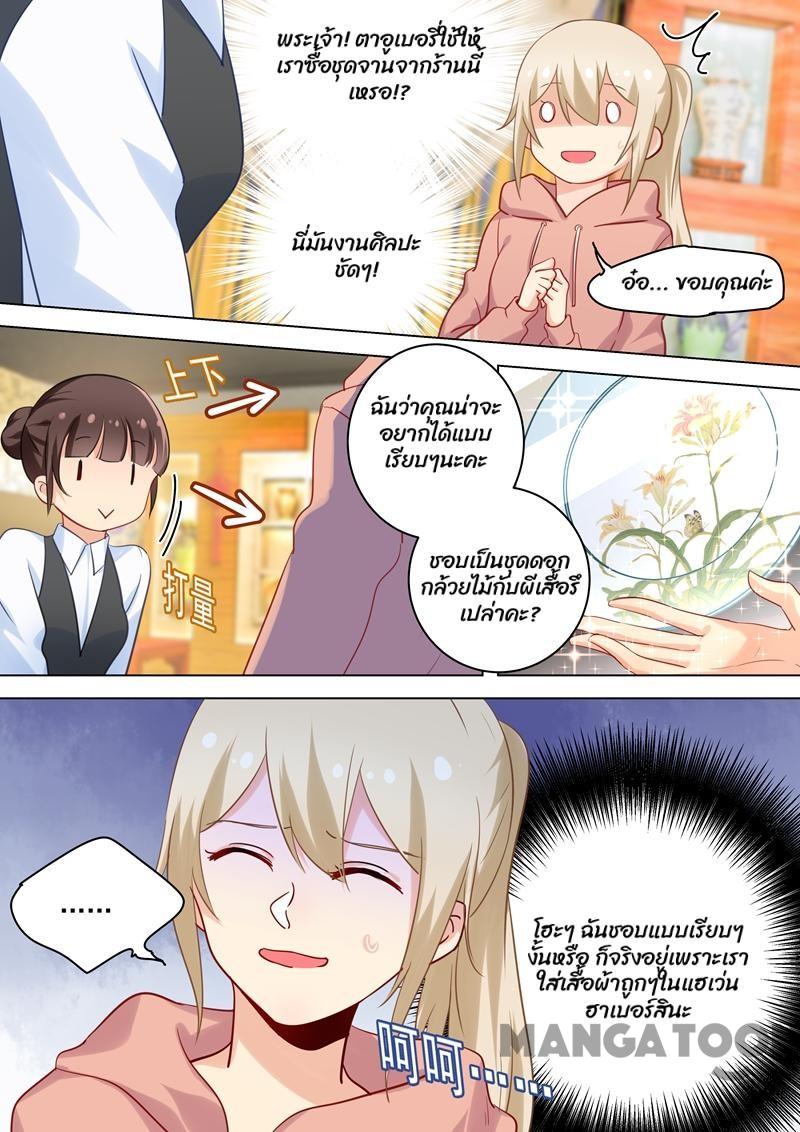 พระเจ้า! ตาอูเบอรี่ใช้ให้
เราซื้อชุดจานจากร้านนี้
เหรอ!?
นี่มันงานศิลปะ
ชัดๆ!
อ๋อ... ขอบคุณค่ะ
上下
打量
ฉันว่าคุณน่าจะ
อยากได้แบบ
เรียบๆนะคะ
ชอบเป็นชุดดอก
กล้วยไม้กับผีเสื้อรึ
เปล่าคะ?
......
โฮะๆ ฉันชอบแบบเรียบๆ
งั้นหรือ ก็จริงอยู่เพราะเรา
ใส่เสื้อผ้าถูกๆในแฮเว่น
ฮาเบอร์สินะ
呵呵......
MANGATOO